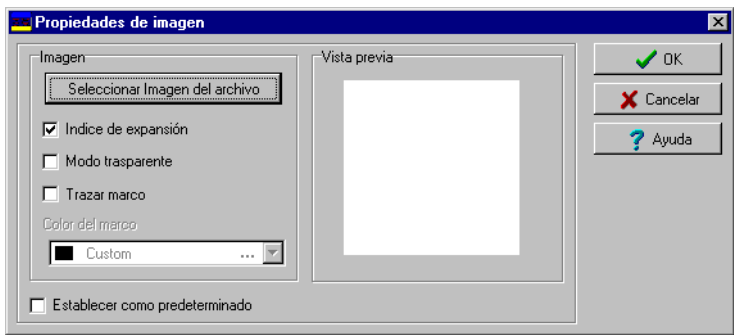 Propiedades de imagen
Imagen
Seleccionar Imagen del archivo
Indice de expansión
Modo trasparente
Trazar marco
Color del marco
Custom ...
Establecer como predeterminado
Vista previa
OK
Cancelar
? Ayuda